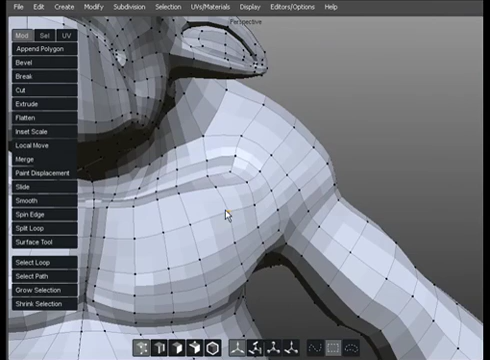 File Edit Create Modify Subdivision Selection UVs/Materials Display Editors/Options Help
Perspective
Mod Sel UV
Append Polygon
Bevel
Break
Cut
Extrude
Flatten
Inset Scale
Local Move
Merge
Paint Displacement
Slide
Smooth
Spin Edge
Split Loop
Surface Tool
Select Loop
Select Path
Grow Selection
Shrink Selection